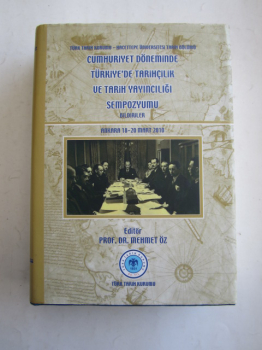 TÜRK TARİH KURUMU - HACETTEPE ÜNİVERSİTESİ TARİH BÖLÜMÜ
CUMHURİYET DÖNEMİNDE
TÜRKİYE'DE TARİHÇİLİK
VE TARİH YAYINCILIĞI
SEMPOZYUMU
BİLDİRİLER
ANKARA 18-20 MART 2010
Editör
PROF. DR. MEHMET ÖZ
TÜRK TARİH KURUMU